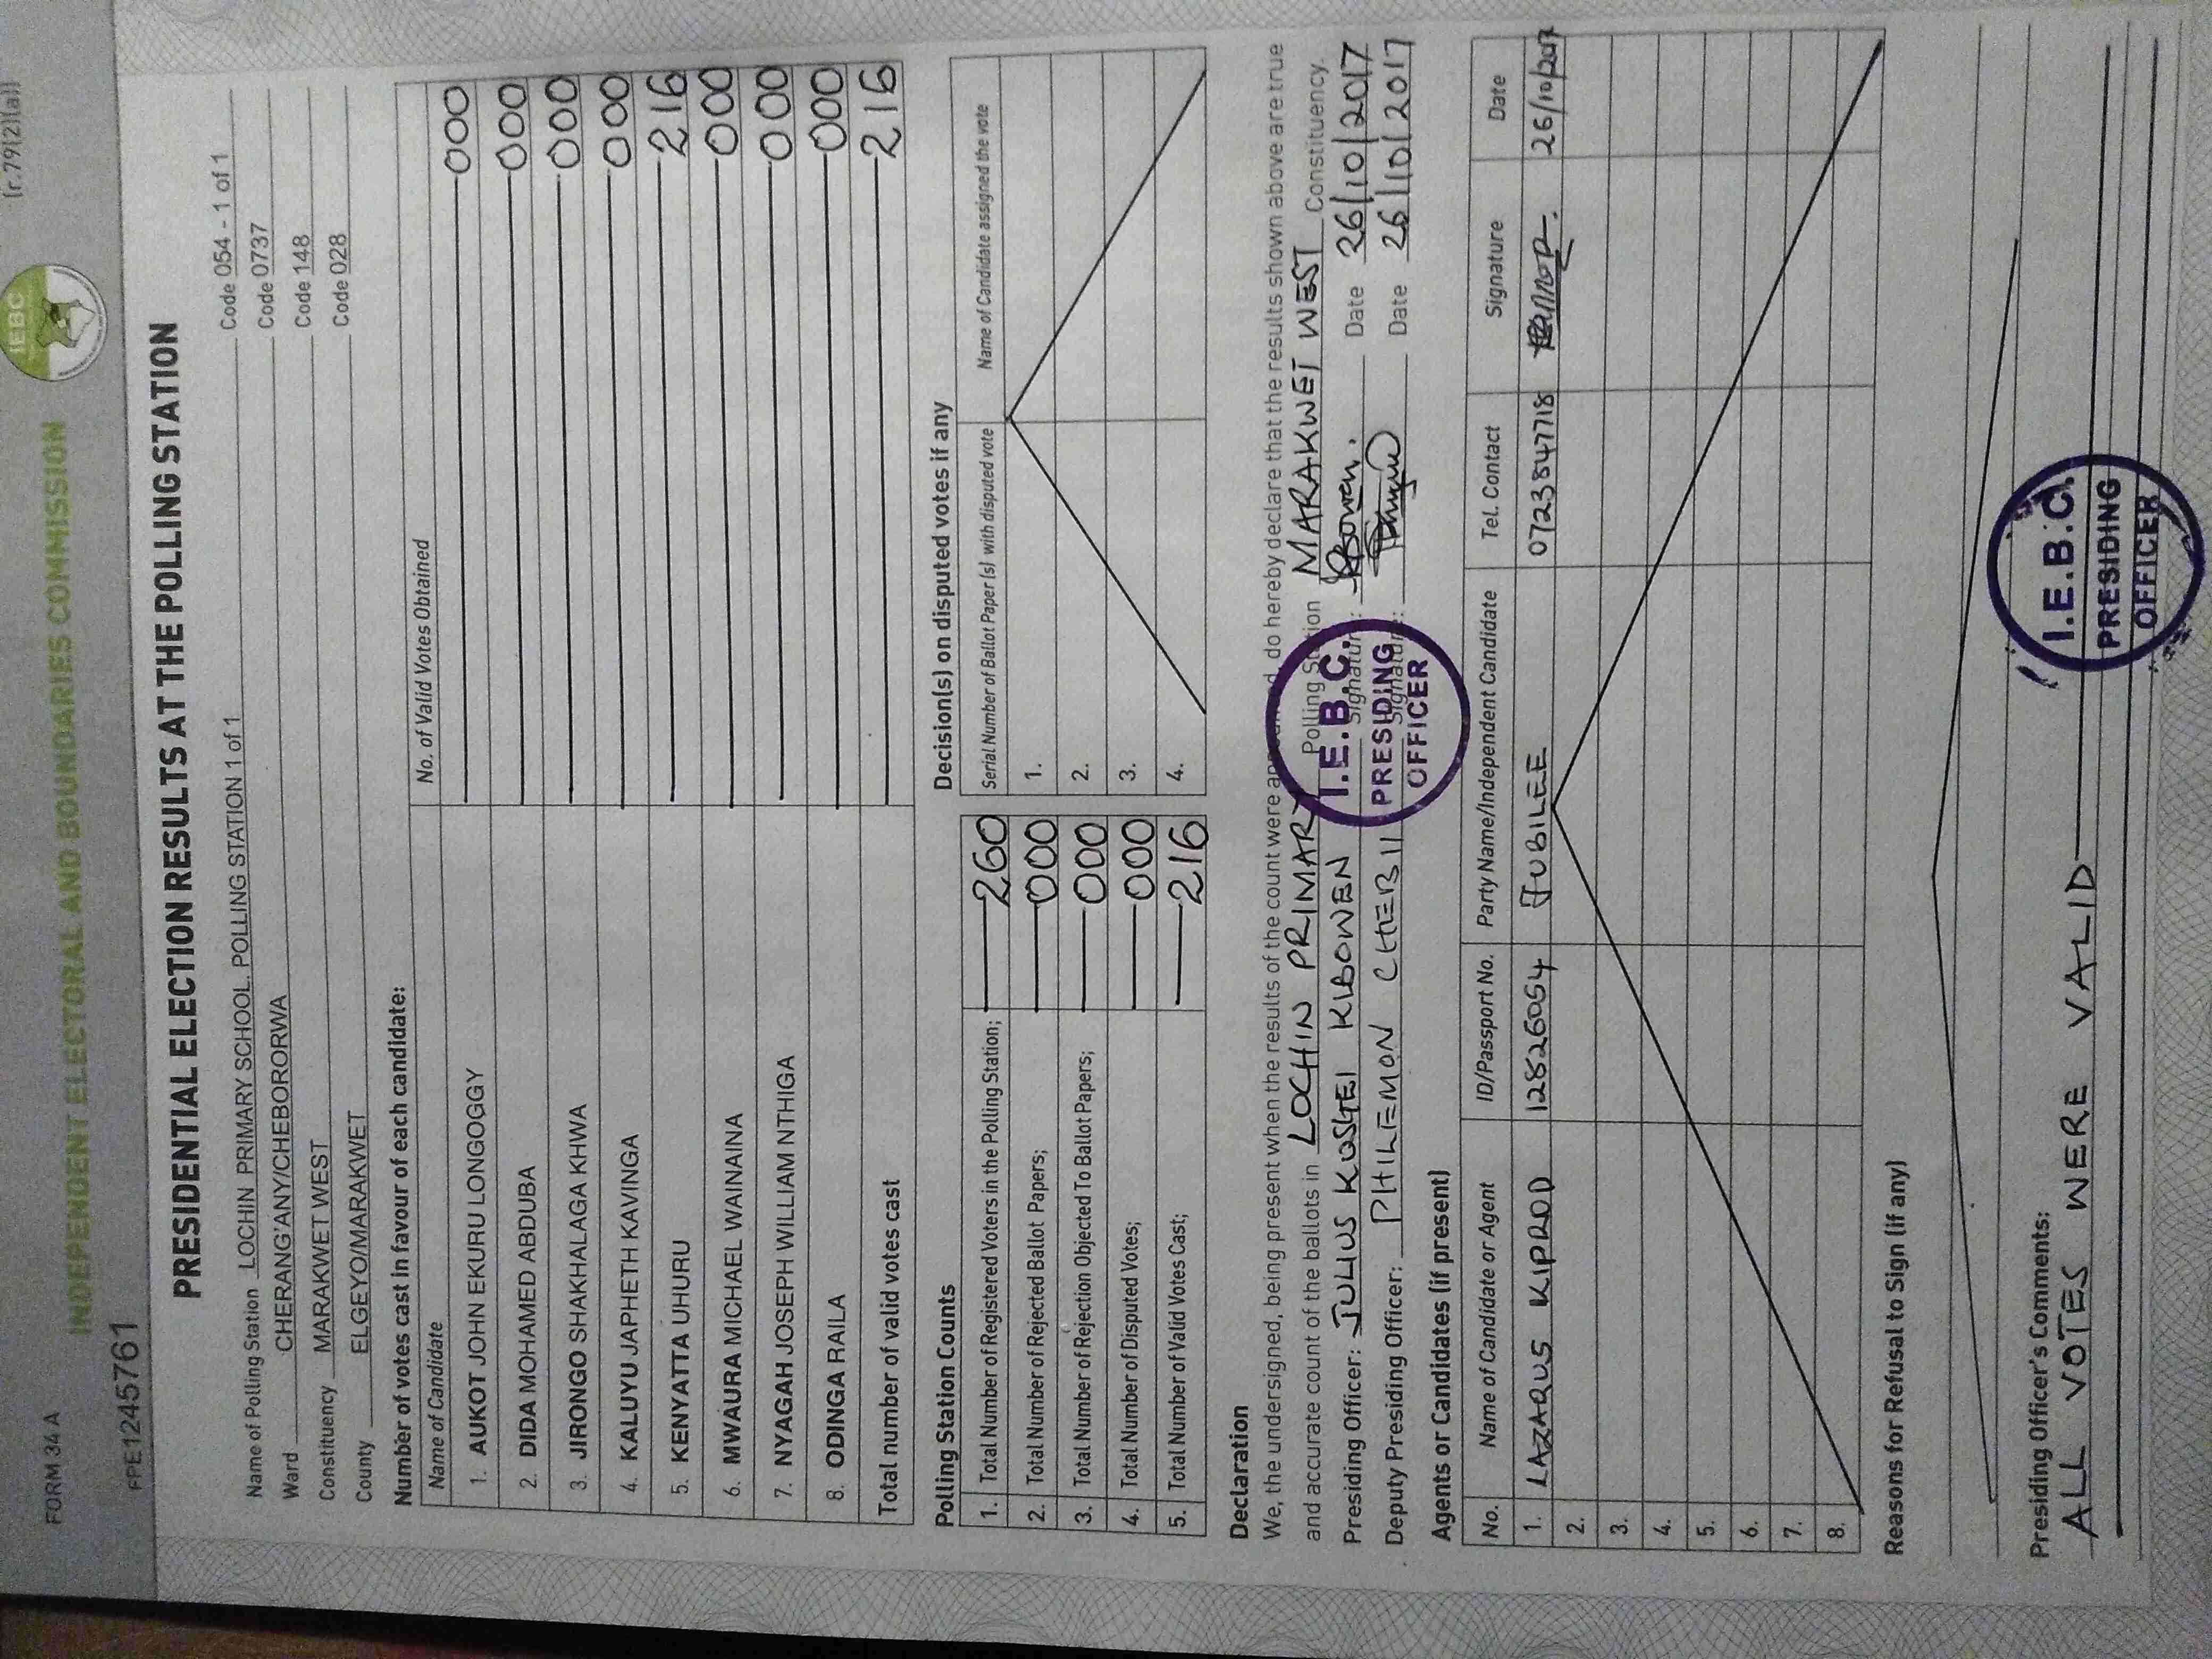 FORM 34 A
(r.79(2)(a))
IEBC
INDEPENDENT ELECTORAL AND BOUNDARIES COMMISSION
FPE1245761
PRESIDENTIAL ELECTION RESULTS AT THE POLLING STATION
Name of Polling Station LOCHIN PRIMARY SCHOOL. POLLING STATION 1 of 1 Code 054 - 1 of 1
Ward CHERANG'ANY/CHEBORORWA Code 0737
Constituency MARAKWET WEST Code 148
County ELGEYO/MARAKWET Code 028
Number of votes cast in favour of each candidate:
Name of Candidate No. of Valid Votes Obtained
1. AUKOT JOHN EKURU LONGOGGY 000
2. DIDA MOHAMED ABDUBA 000
3. JIRONGO SHAKHALAGA KHWA 000
4. KALUYU JAPHETH KAVINGA 000
5. KENYATTA UHURU 216
6. MWAURA MICHAEL WAINAINA 000
7. NYAGAH JOSEPH WILLIAM NTHIGA 000
8. ODINGA RAILA 000
Total number of valid votes cast 216
Polling Station Counts
1. Total Number of Registered Voters in the Polling Station; 260
2. Total Number of Rejected Ballot Papers; 000
3. Total Number of Rejection Objected To Ballot Papers; 000
4. Total Number of Disputed Votes; 000
5. Total Number of Valid Votes Cast; 216
Decision(s) on disputed votes if any
Serial Number of Ballot Paper (s) with disputed vote Name of Candidate assigned the vote
1.
2.
3.
4.
Declaration
We, the undersigned, being present when the results of the count were announced, do hereby declare that the results shown above are true
and accurate count of the ballots in LOCHIN PRIMARY Polling Station MARAKWET WEST Constituency.
Presiding Officer: JULIUS KOSGEI KIBOWEN Signature: Date 26/10/2017
Deputy Presiding Officer: PHILEMON CHEBII Signature: Date 26/10/2017
I.E.B.C.
PRESIDING
OFFICER
Agents or Candidates (if present)
No. Name of Candidate or Agent ID/Passport No. Party Name/Independent Candidate Tel. Contact Signature Date
1. LAZARUS KIPROP 12826054 JUBILEE 0723847718 26/10/2017
2.
3.
4.
5.
6.
7.
8.
Reasons for Refusal to Sign (if any)
Presiding Officer's Comments:
ALL VOTES WERE VALID
I.E.B.C.
PRESIDING
OFFICER